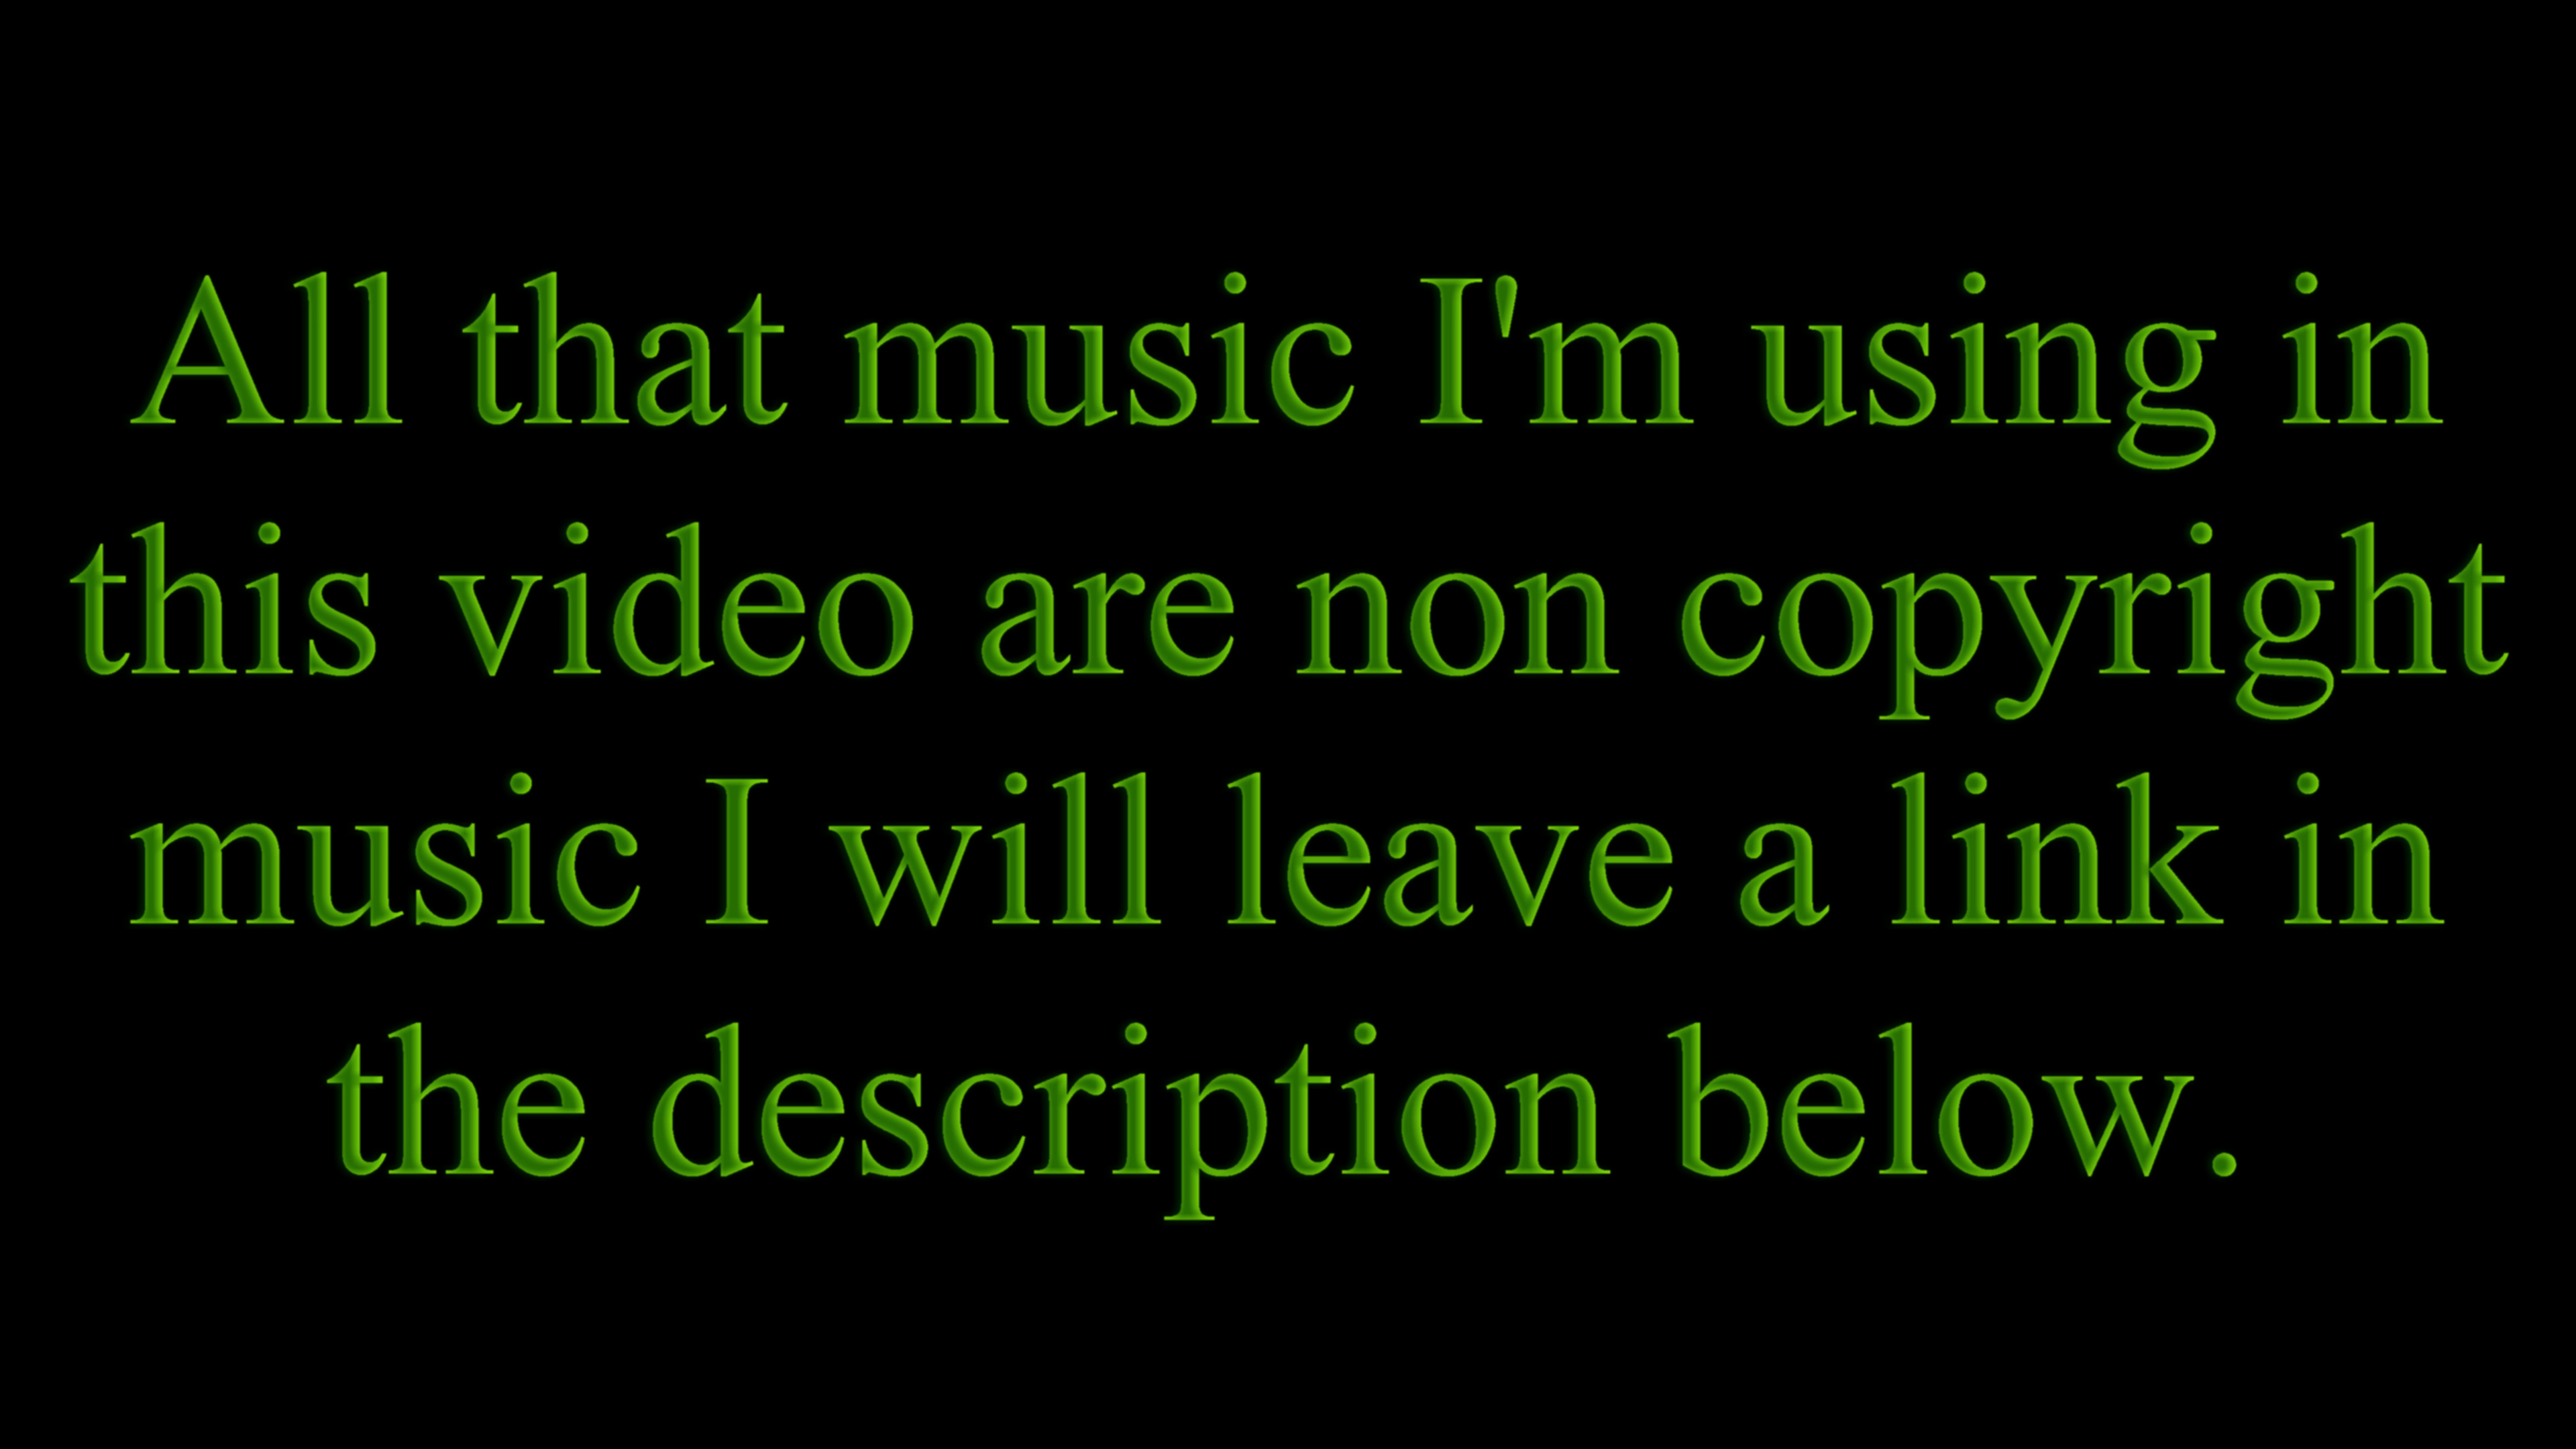 All that music I'm using in
this video are non copyright
music I will leave a link in
the description below.